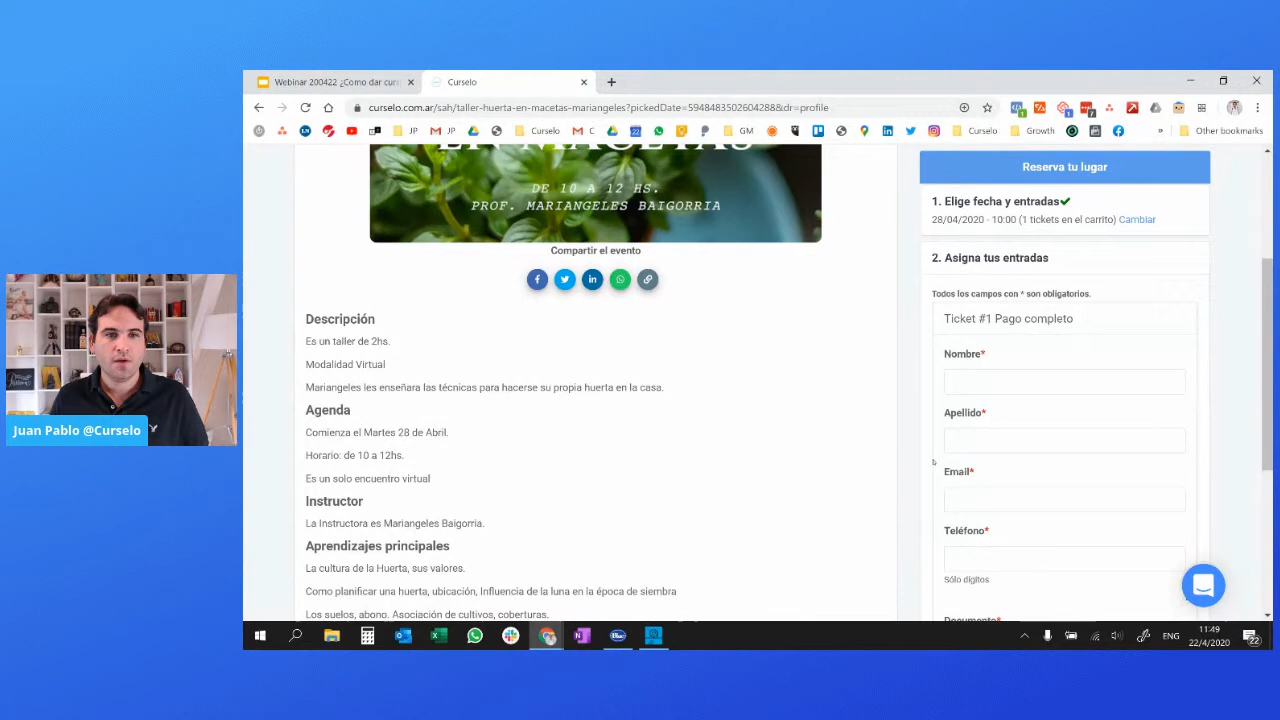 Webinar 200422 ¿Como dar cur
Curselo
curselo.com.ar/sah/taller-huerta-en-macetas-mariangeles?pickedDate=5948483502604288&dr=profile
JP
JP
Curselo
C
GM
Curselo
Growth
Other bookmarks
EN MACETAS
DE 10 A 12 HS.
PROF. MARIANGELES BAIGORRIA
Compartir el evento
Descripción
Es un taller de 2hs.
Modalidad Virtual
Mariangeles les enseñara las técnicas para hacerse su propia huerta en la casa.
Agenda
Comienza el Martes 28 de Abril.
Horario: de 10 a 12hs.
Es un solo encuentro virtual
Instructor
La Instructora es Mariangeles Baigorria.
Aprendizajes principales
La cultura de la Huerta, sus valores.
Como planificar una huerta, ubicación, Influencia de la luna en la época de siembra
Los suelos, abono. Asociación de cultivos, coberturas.
Reserva tu lugar
1. Elige fecha y entradas
28/04/2020 - 10:00 (1 tickets en el carrito) Cambiar
2. Asigna tus entradas
Todos los campos con * son obligatorios.
Ticket #1 Pago completo
Nombre*
Apellido*
Email*
Teléfono*
Sólo dígitos
Documento*
Juan Pablo @Curselo
ENG
11:49
22/4/2020
22